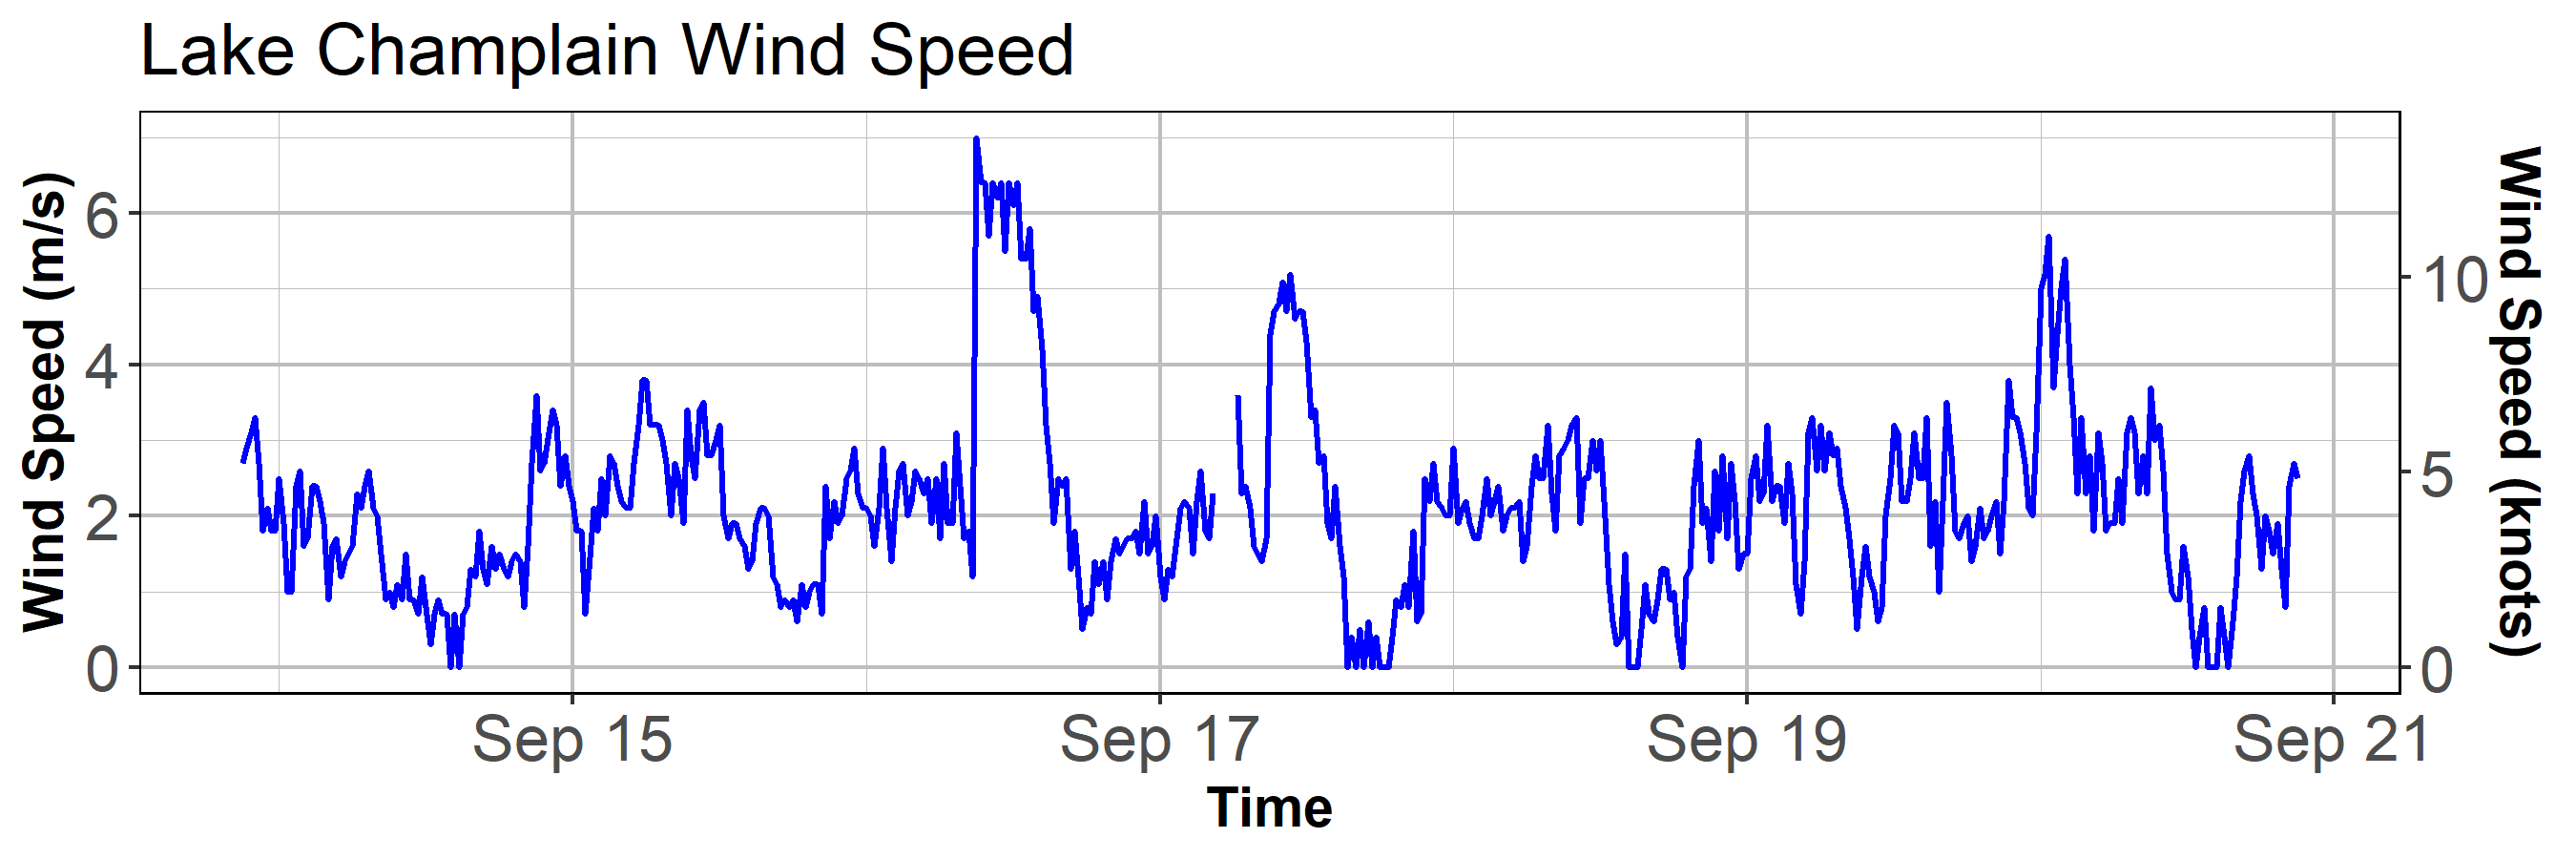 Lake Champlain Wind Speed
Wind Speed (m/s)
6
4
2
0
10
5
0
Wind Speed (knots)
Sep 15
Sep 17
Sep 19
Sep 21
Time